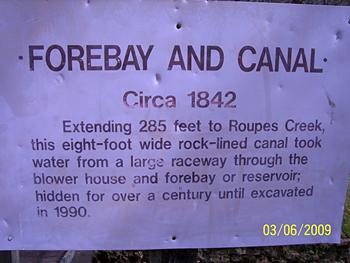 ·FOREBAY AND CANAL·
Circa 1842
Extending 285 feet to Roupes Creek,
this eight-foot wide rock-lined canal took
water from a large raceway through the
blower house and forebay or reservoir;
hidden for over a century until excavated
in 1990.
03/06/2009